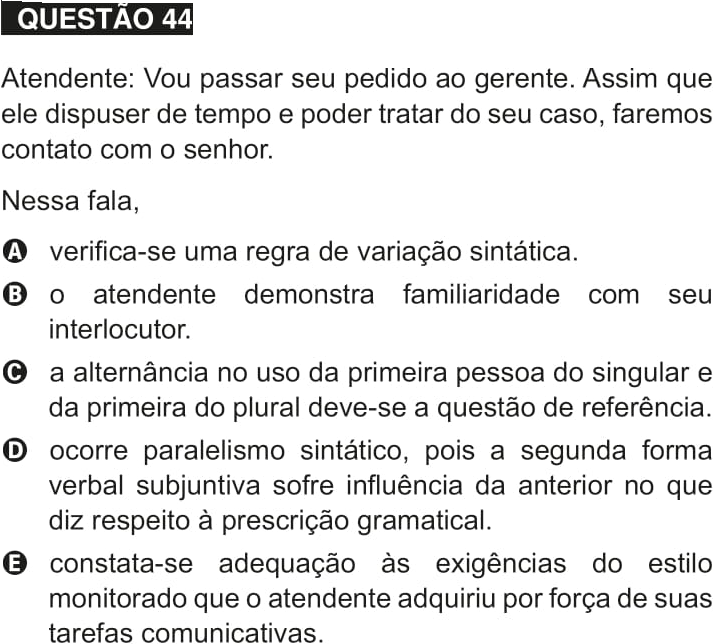 QUESTÃO 44
Atendente: Vou passar seu pedido ao gerente. Assim que
ele dispuser de tempo e poder tratar do seu caso, faremos
contato com o senhor.
Nessa fala,
A verifica-se uma regra de variação sintática.
B o atendente demonstra familiaridade com seu
interlocutor.
C a alternância no uso da primeira pessoa do singular e
da primeira do plural deve-se a questão de referência.
D ocorre paralelismo sintático, pois a segunda forma
verbal subjuntiva sofre influência da anterior no que
diz respeito à prescrição gramatical.
E constata-se adequação às exigências do estilo
monitorado que o atendente adquiriu por força de suas
tarefas comunicativas.